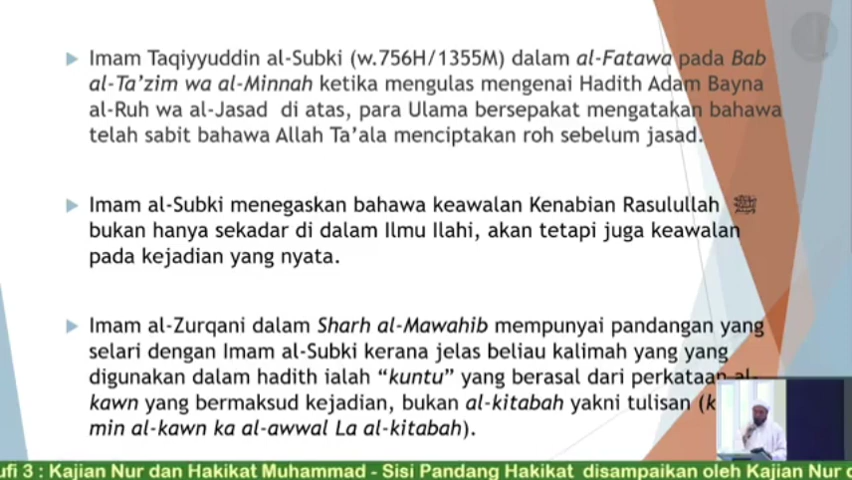 Imam Taqiyyuddin al-Subki (w.756H/1355M) dalam al-Fatawa pada Bab
al-Ta’zim wa al-Minnah ketika mengulas mengenai Hadith Adam Bayna
al-Ruh wa al-Jasad di atas, para Ulama bersepakat mengatakan bahawa
telah sabit bahawa Allah Ta’ala menciptakan roh sebelum jasad.
Imam al-Subki menegaskan bahawa keawalan Kenabian Rasulullah ﷺ
bukan hanya sekadar di dalam Ilmu Ilahi, akan tetapi juga keawalan
pada kejadian yang nyata.
Imam al-Zurqani dalam Sharh al-Mawahib mempunyai pandangan yang
selari dengan Imam al-Subki kerana jelas beliau kalimah yang yang
digunakan dalam hadith ialah “kuntu” yang berasal dari perkataan al-
kawn yang bermaksud kejadian, bukan al-kitabah yakni tulisan (k
min al-kawn ka al-awwal La al-kitabah).
ufi 3 : Kajian Nur dan Hakikat Muhammad - Sisi Pandang Hakikat disampaikan oleh Kajian Nur d